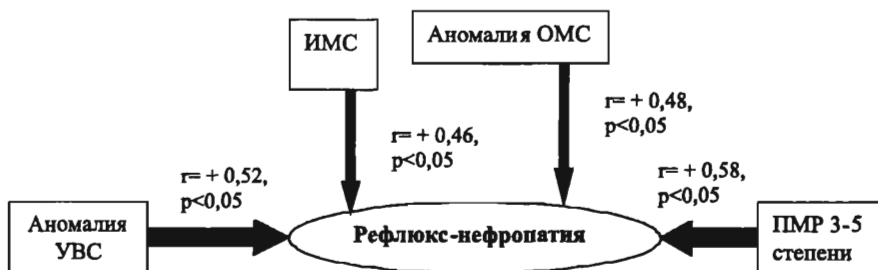 ИМС
Аномалия ОМС
r= + 0,48,
p<0,05
r= + 0,46,
p<0,05
r= + 0,52,
p<0,05
r= + 0,58,
p<0,05
Аномалия
УВС
Рефлюкс-нефропатия
ПМР 3-5
степени